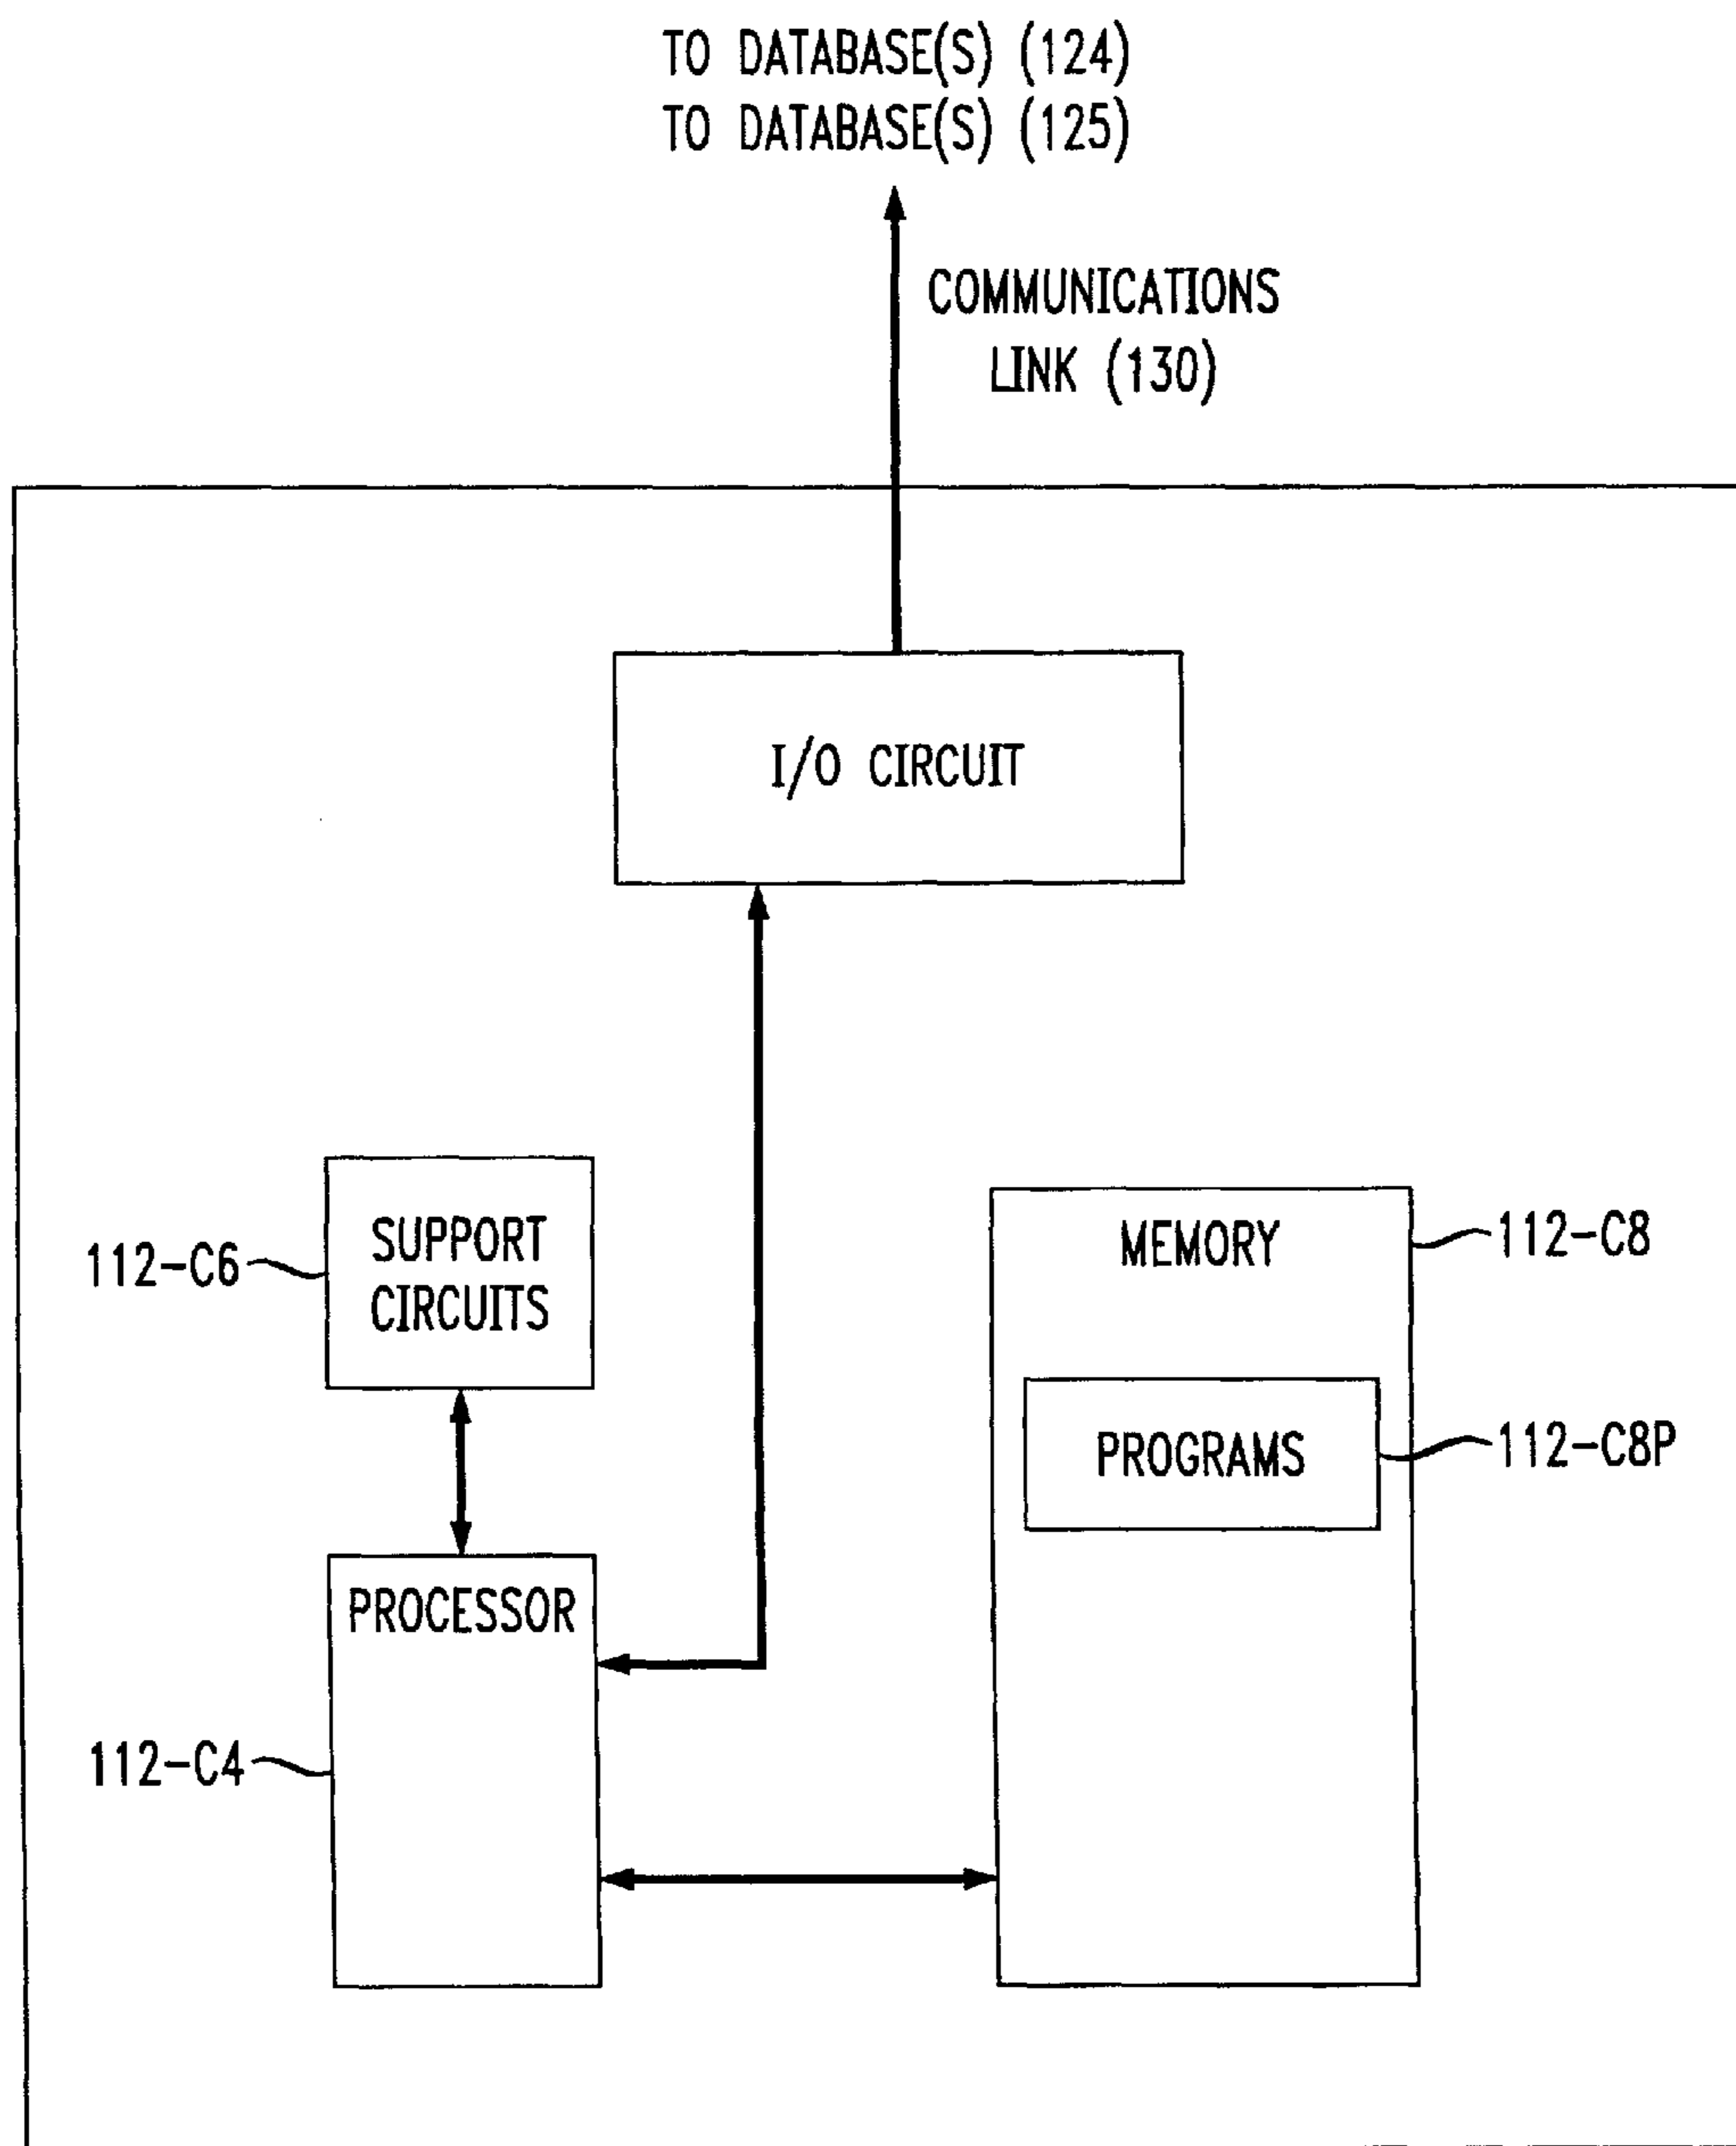 TO DATABASE(S) (124)
TO DATABASE(S) (125)
COMMUNICATIONS
LINK (130)
I/O CIRCUIT
112-C6
SUPPORT
CIRCUITS
MEMORY
112-C8
PROGRAMS
112-C8P
PROCESSOR
112-C4